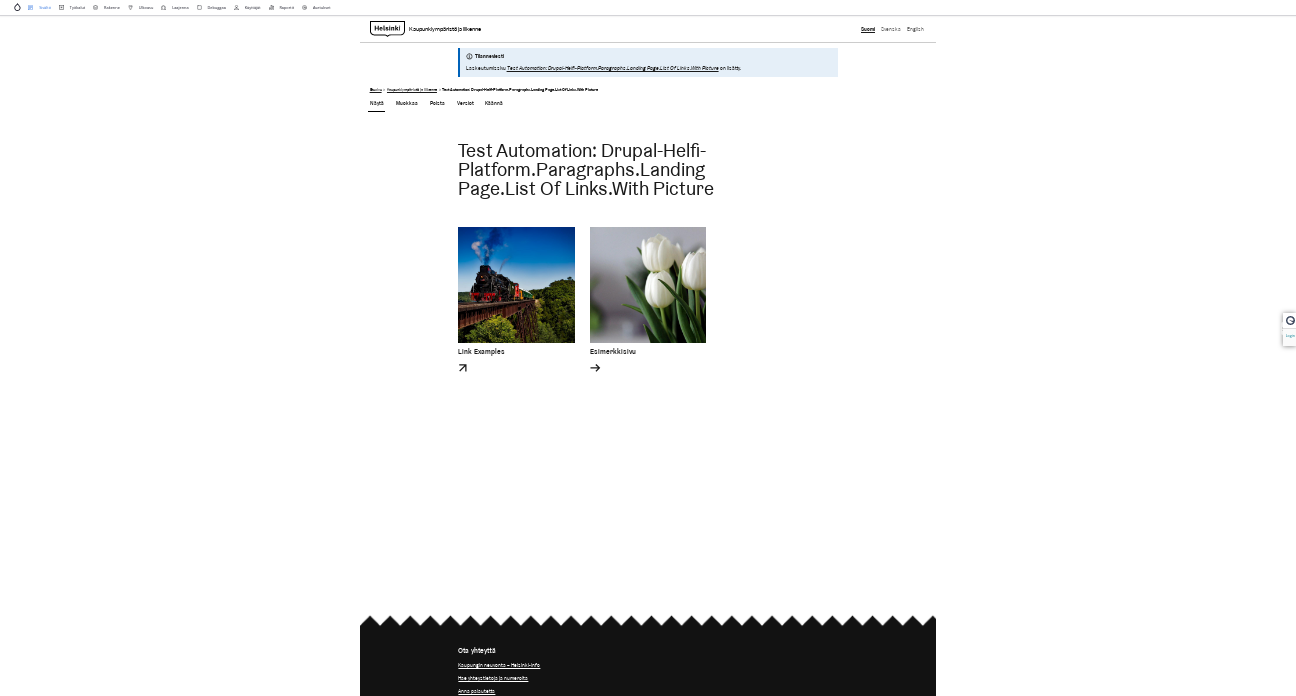 Sisältö Työkalut Rakenne Ulkoasu Laajenna Debuggaa Käyttäjät Raportit Asetukset
Helsinki Kaupunkiympäristö ja liikenne Suomi Svenska English
Tilanneviesti
Laskeutumissivu Test Automation: Drupal-Helfi-Platform.Paragraphs.Landing Page.List Of Links.With Picture on lisätty.
Etusivu > Kaupunkiympäristö ja liikenne > Test Automation: Drupal-Helfi-Platform.Paragraphs.Landing Page.List Of Links.With Picture
Näytä Muokkaa Poista Versiot Käännä
Test Automation: Drupal-Helfi-
Platform.Paragraphs.Landing
Page.List Of Links.With Picture
Link Examples Esimerkkisivu
Login
Ota yhteyttä
Kaupungin neuvonta – Helsinki-info
Hae yhteystietoja ja numeroita
Anna palautetta